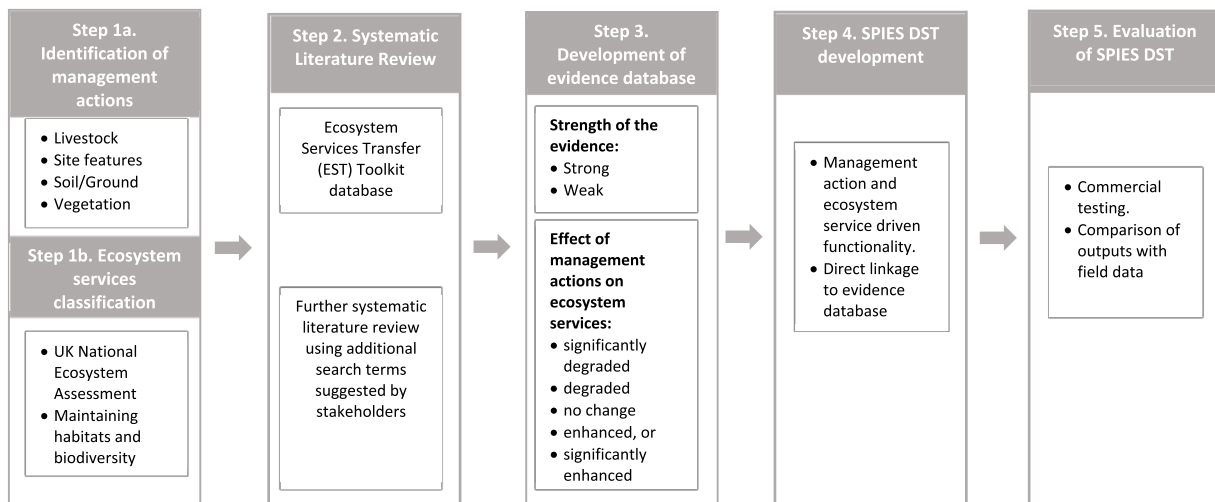 Step 1a.
Identification of
management
actions
• Livestock
• Site features
• Soil/Ground
• Vegetation
Step 1b. Ecosystem
services
classification
• UK National
Ecosystem
Assessment
• Maintaining
habitats and
biodiversity
Step 2. Systematic
Literature Review
Ecosystem
Services Transfer
(EST) Toolkit
database
Further systematic
literature review
using additional
search terms
suggested by
stakeholders
Step 3.
Development of
evidence database
Strength of the
evidence:
• Strong
• Weak
Effect of
management
actions on
ecosystem
services:
• significantly
degraded
• degraded
• no change
• enhanced, or
• significantly
enhanced
Step 4. SPIES DST
development
• Management
action and
ecosystem
service driven
functionality.
• Direct linkage
to evidence
database
Step 5. Evaluation
of SPIES DST
• Commercial
testing.
• Comparison of
outputs with
field data